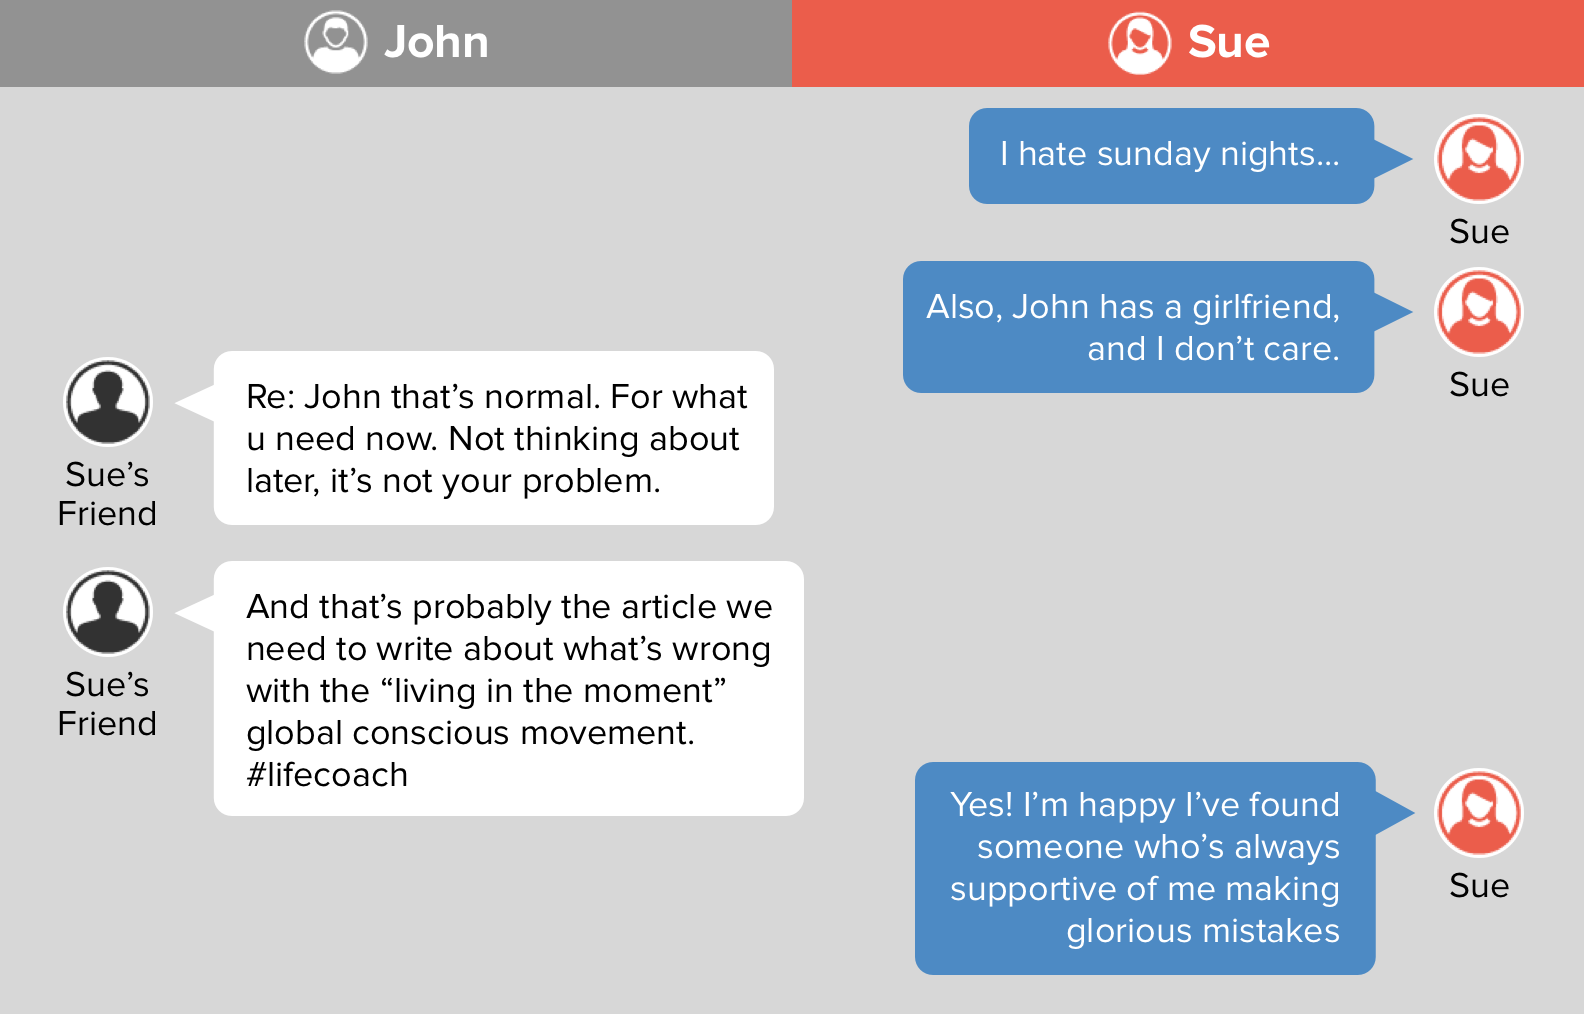 John
Sue
I hate sunday nights...
Sue
Also, John has a girlfriend,
and I don’t care.
Sue
Re: John that’s normal. For what
u need now. Not thinking about
later, it’s not your problem.
Sue’s
Friend
And that’s probably the article we
need to write about what’s wrong
with the “living in the moment”
global conscious movement.
#lifecoach
Sue’s
Friend
Yes! I’m happy I’ve found
someone who’s always
supportive of me making
glorious mistakes
Sue